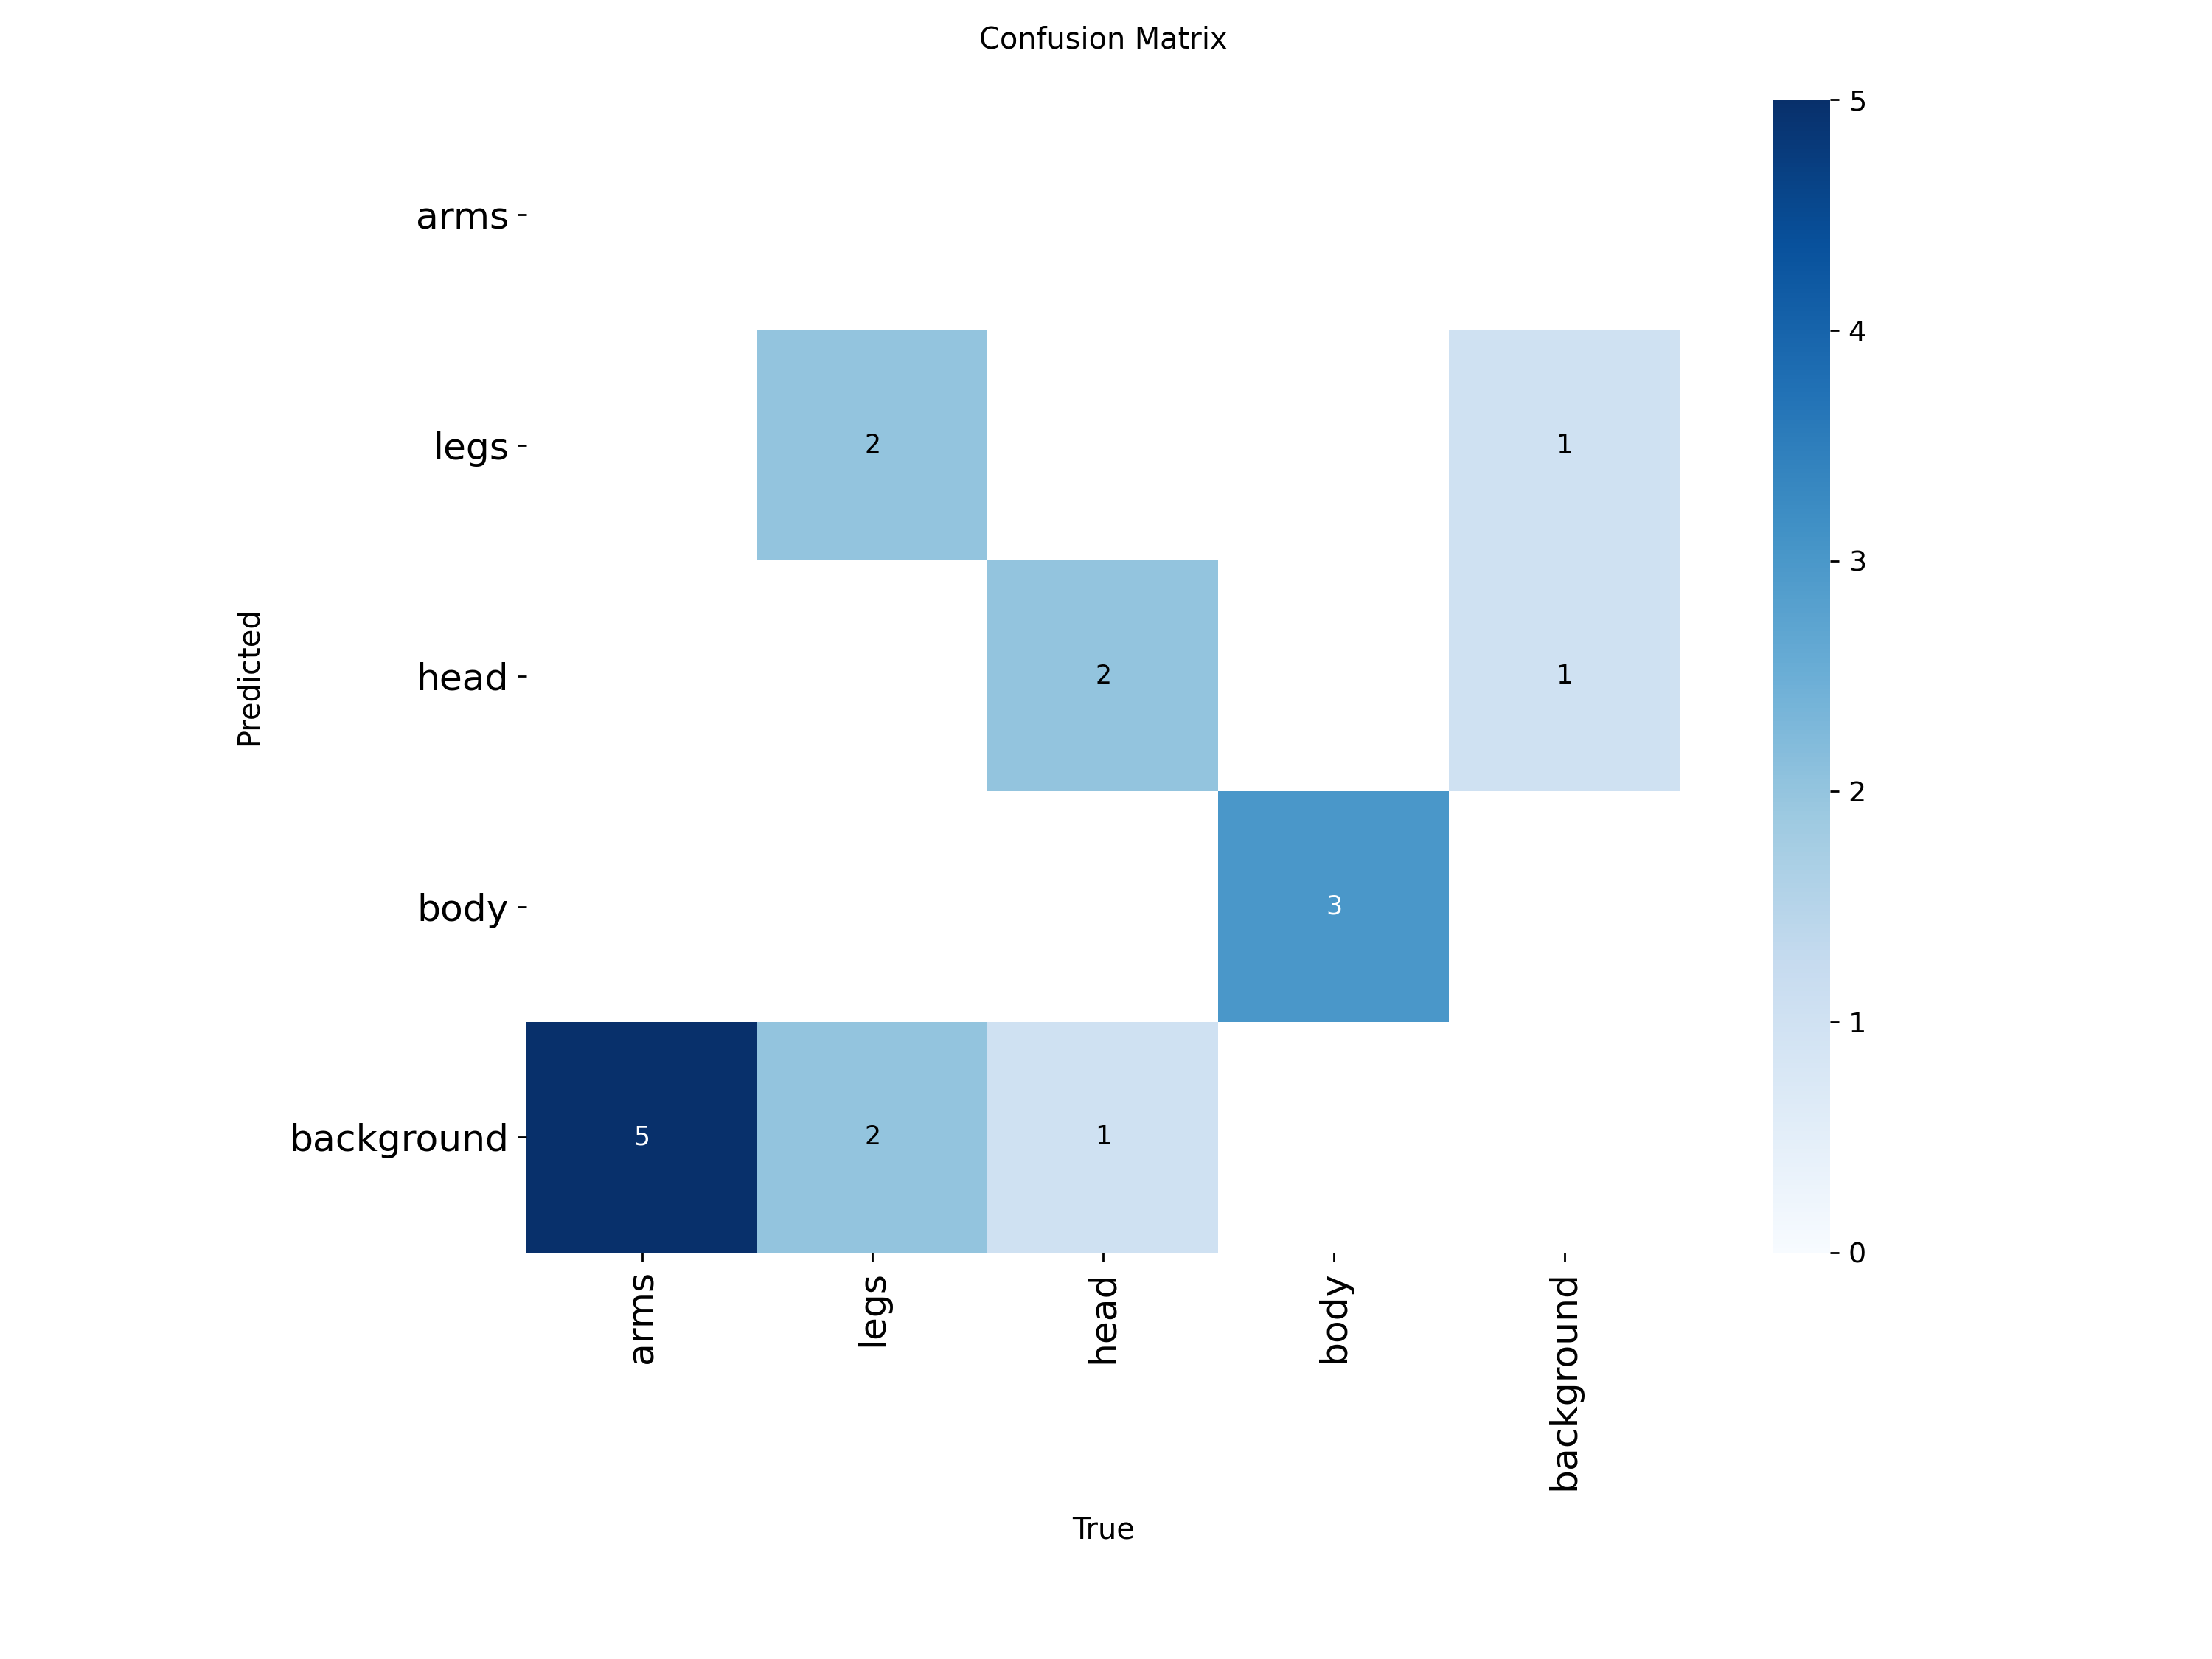 Confusion Matrix
Predicted
arms
legs
head
body
background
2
1
2
1
3
5
2
1
arms
legs
head
body
background
True
5
4
3
2
1
0